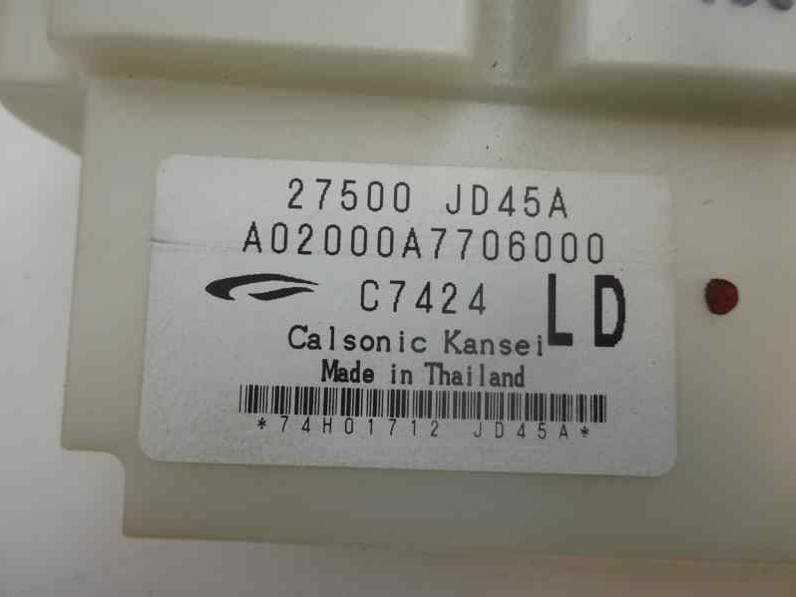 27500 JD45A
A02000A7706000
C7424 LD
Calsonic Kansei
Made in Thailand
*74H01712 JD45A*